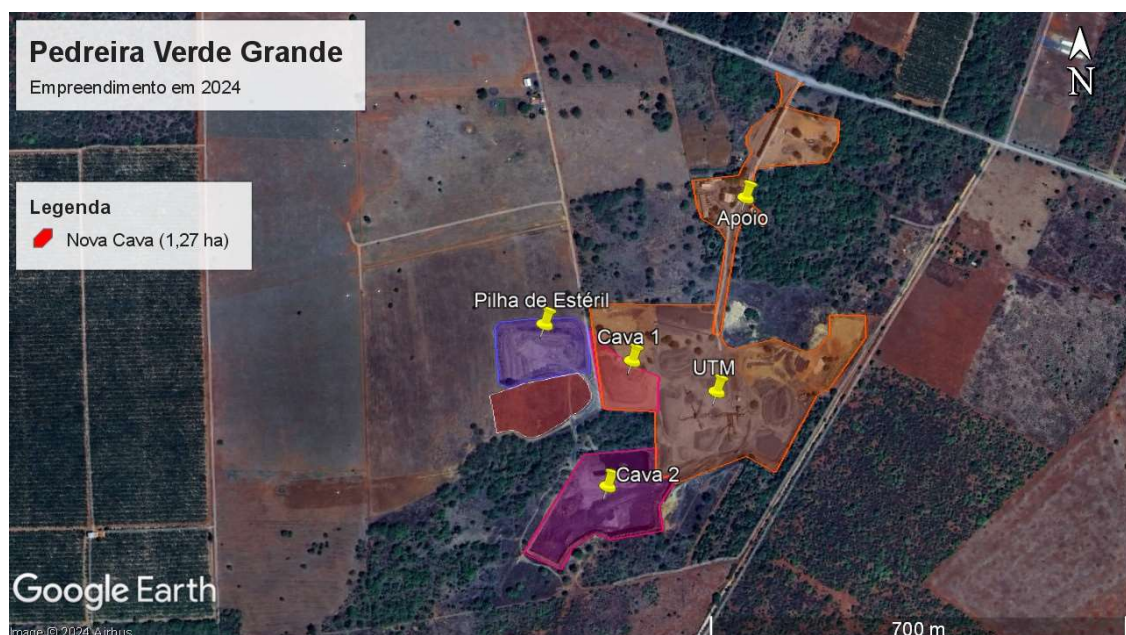 Pedreira Verde Grande
Empreendimento em 2024
N
Legenda
Nova Cava (1,27 ha)
Apoio
Pilha de Estéril
Cava 1
UTM
Cava 2
Google Earth
Image © 2024 Airbus
700 m